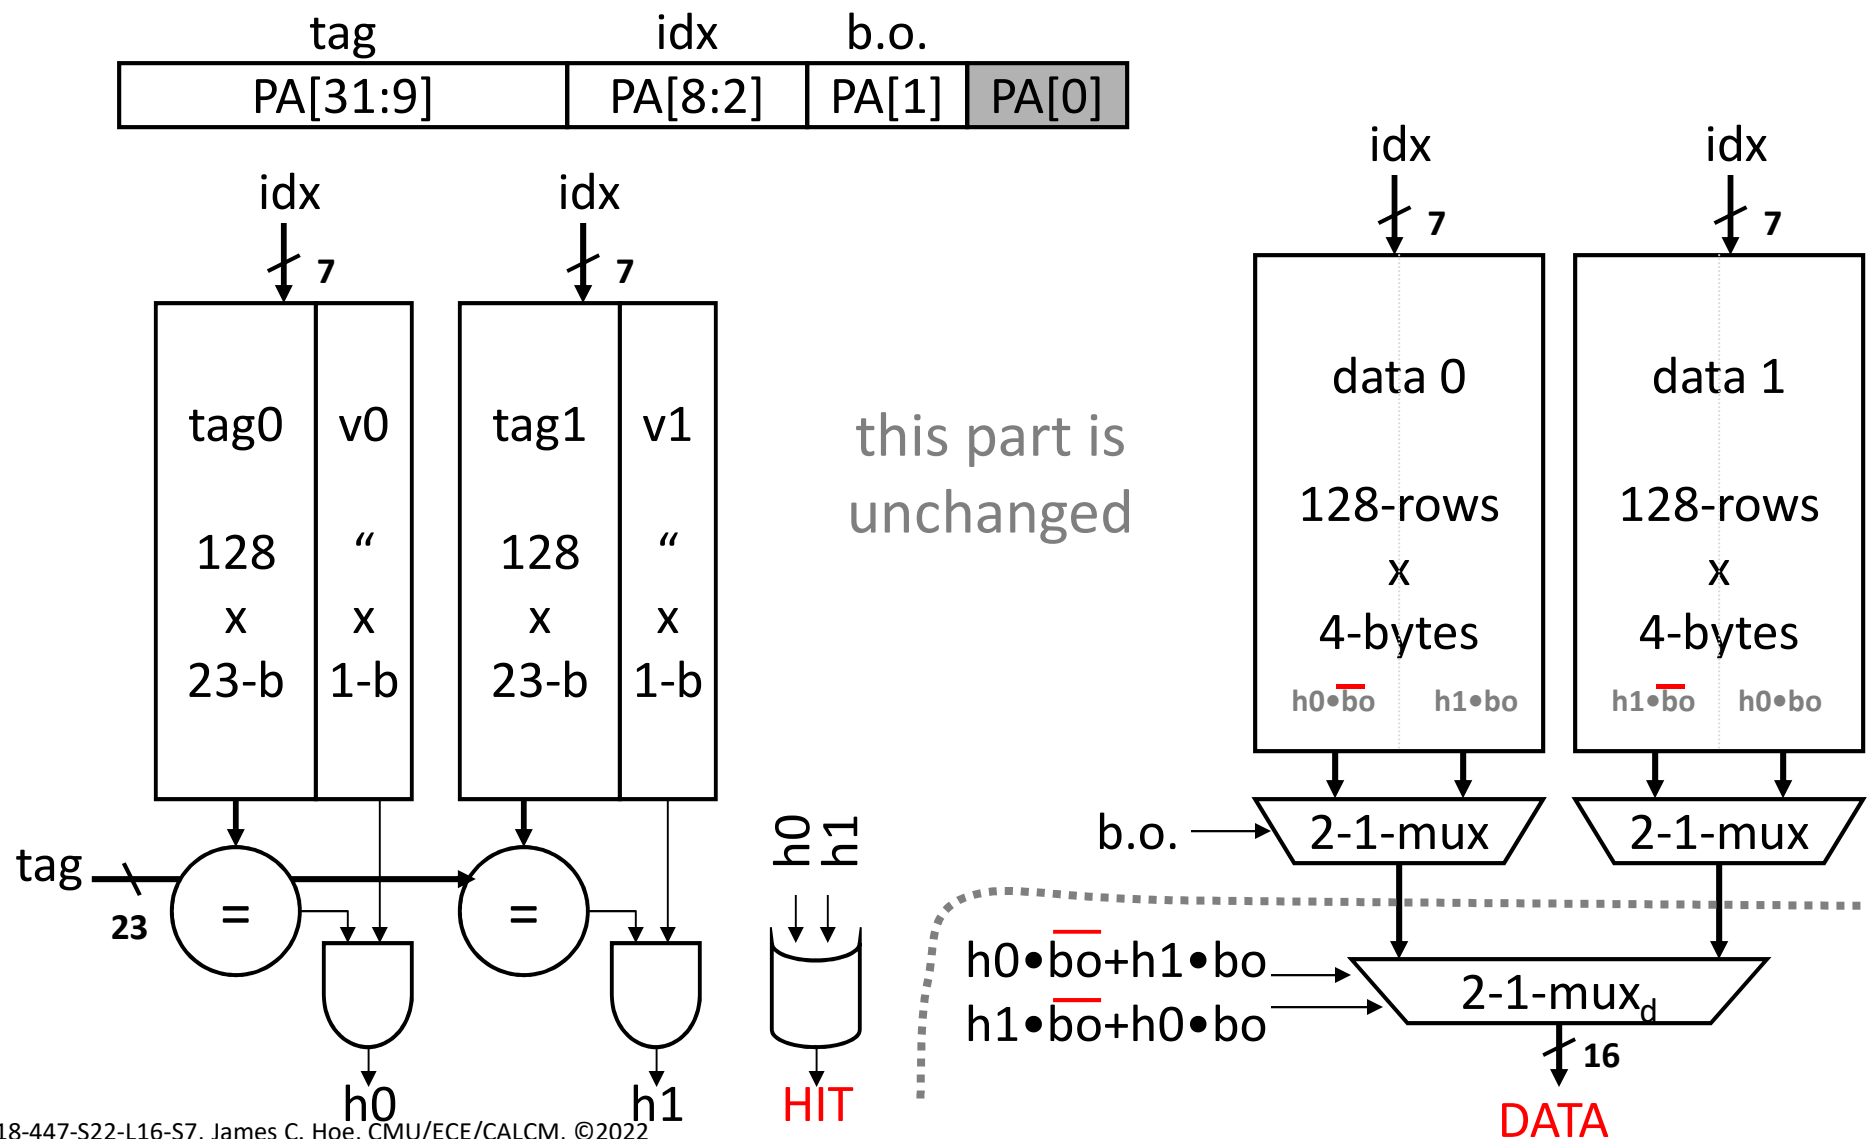 tag idx b.o.
PA[31:9] PA[8:2] PA[1] PA[0]
idx idx
7 7
tag0 v0
128 “
x x
23-b 1-b
tag1 v1
128 “
x x
23-b 1-b
tag
23
= =
h0 h1
h0 h1
HIT
this part is
unchanged
idx idx
7 7
data 0
128-rows
x
4-bytes
h0•b̅o̅ h1•bo
data 1
128-rows
x
4-bytes
h1•b̅o̅ h0•bo
b.o.
2-1-mux 2-1-mux
h0•b̅o̅+h1•bo
h1•b̅o̅+h0•bo
2-1-muxd
16
DATA
18-447-S22-L16-S7, James C. Hoe, CMU/ECE/CALCM, ©2022